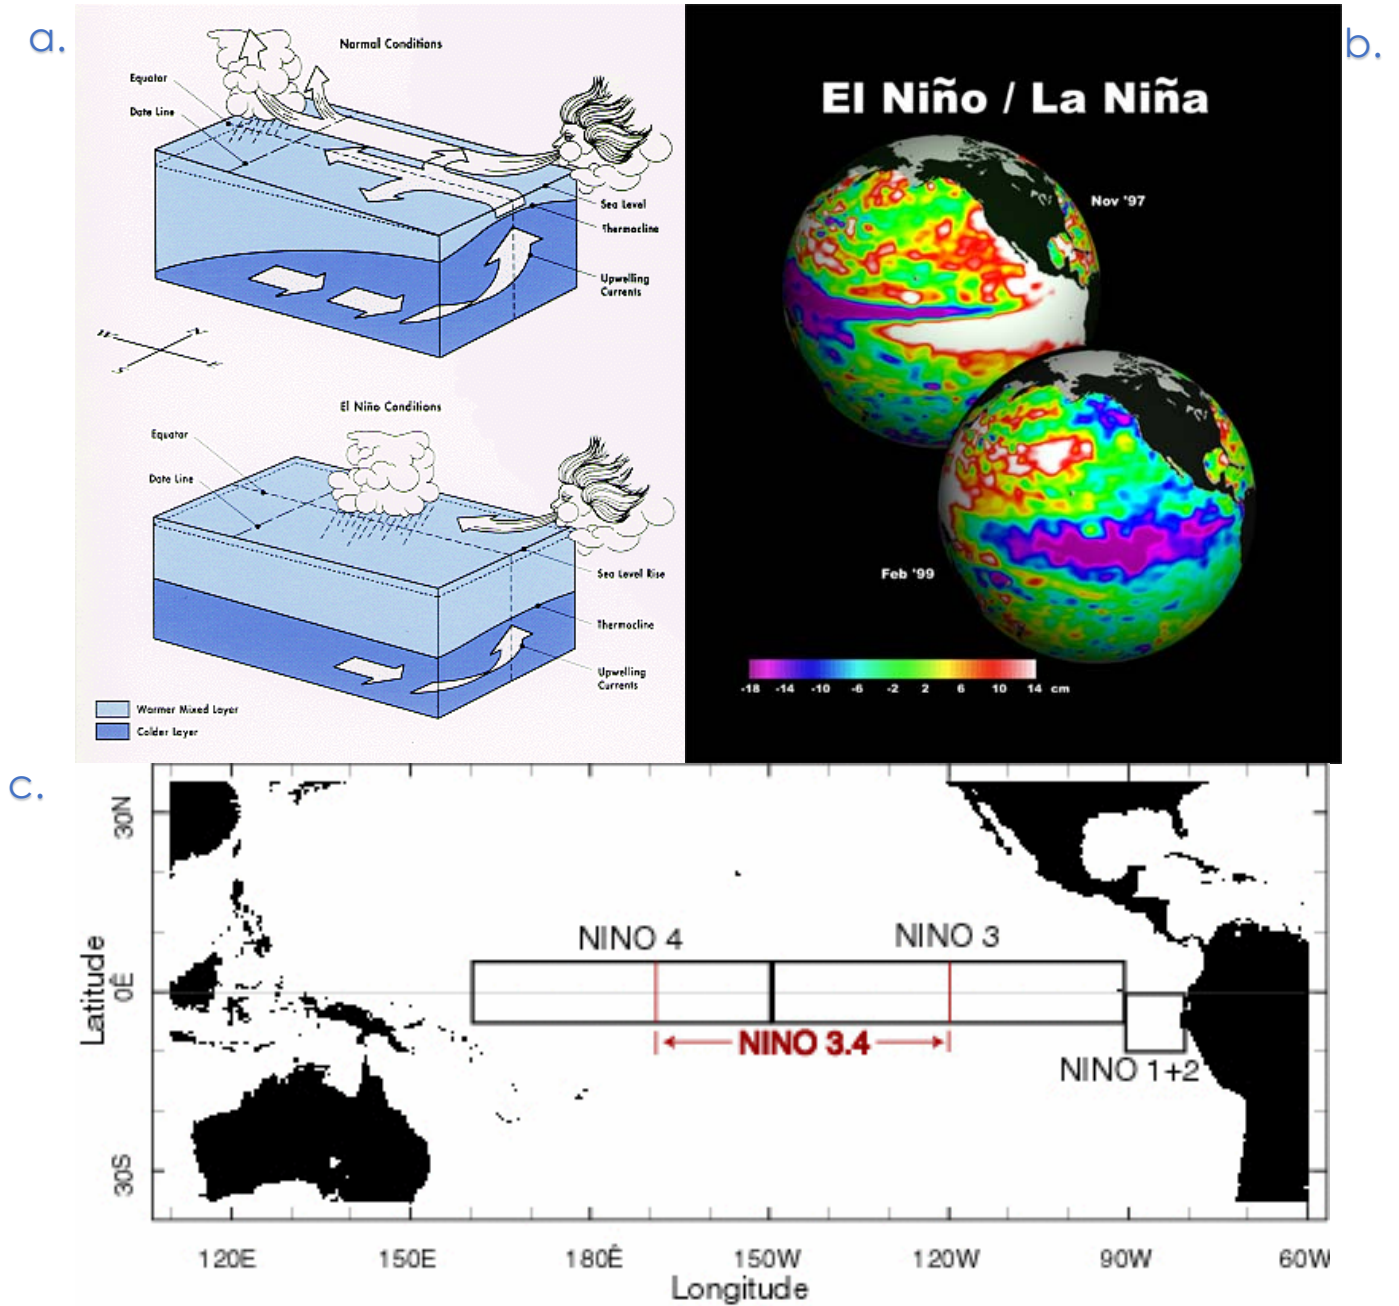 a.
Normal Conditions
Equator
Date Line
Sea Level
Thermocline
Upwelling
Currents
W
N
S
E
El Niño Conditions
Equator
Date Line
Sea Level Rise
Thermocline
Upwelling
Currents
Warmer Mixed Layer
Colder Layer
b.
El Niño / La Niña
Nov '97
Feb '99
-18 -14 -10 -6 -2 2 6 10 14 cm
c.
30N
0Ê
30S
Latitude
NINO 4
NINO 3
NINO 3.4
NINO 1+2
120E 150E 180Ê 150W 120W 90W 60W
Longitude